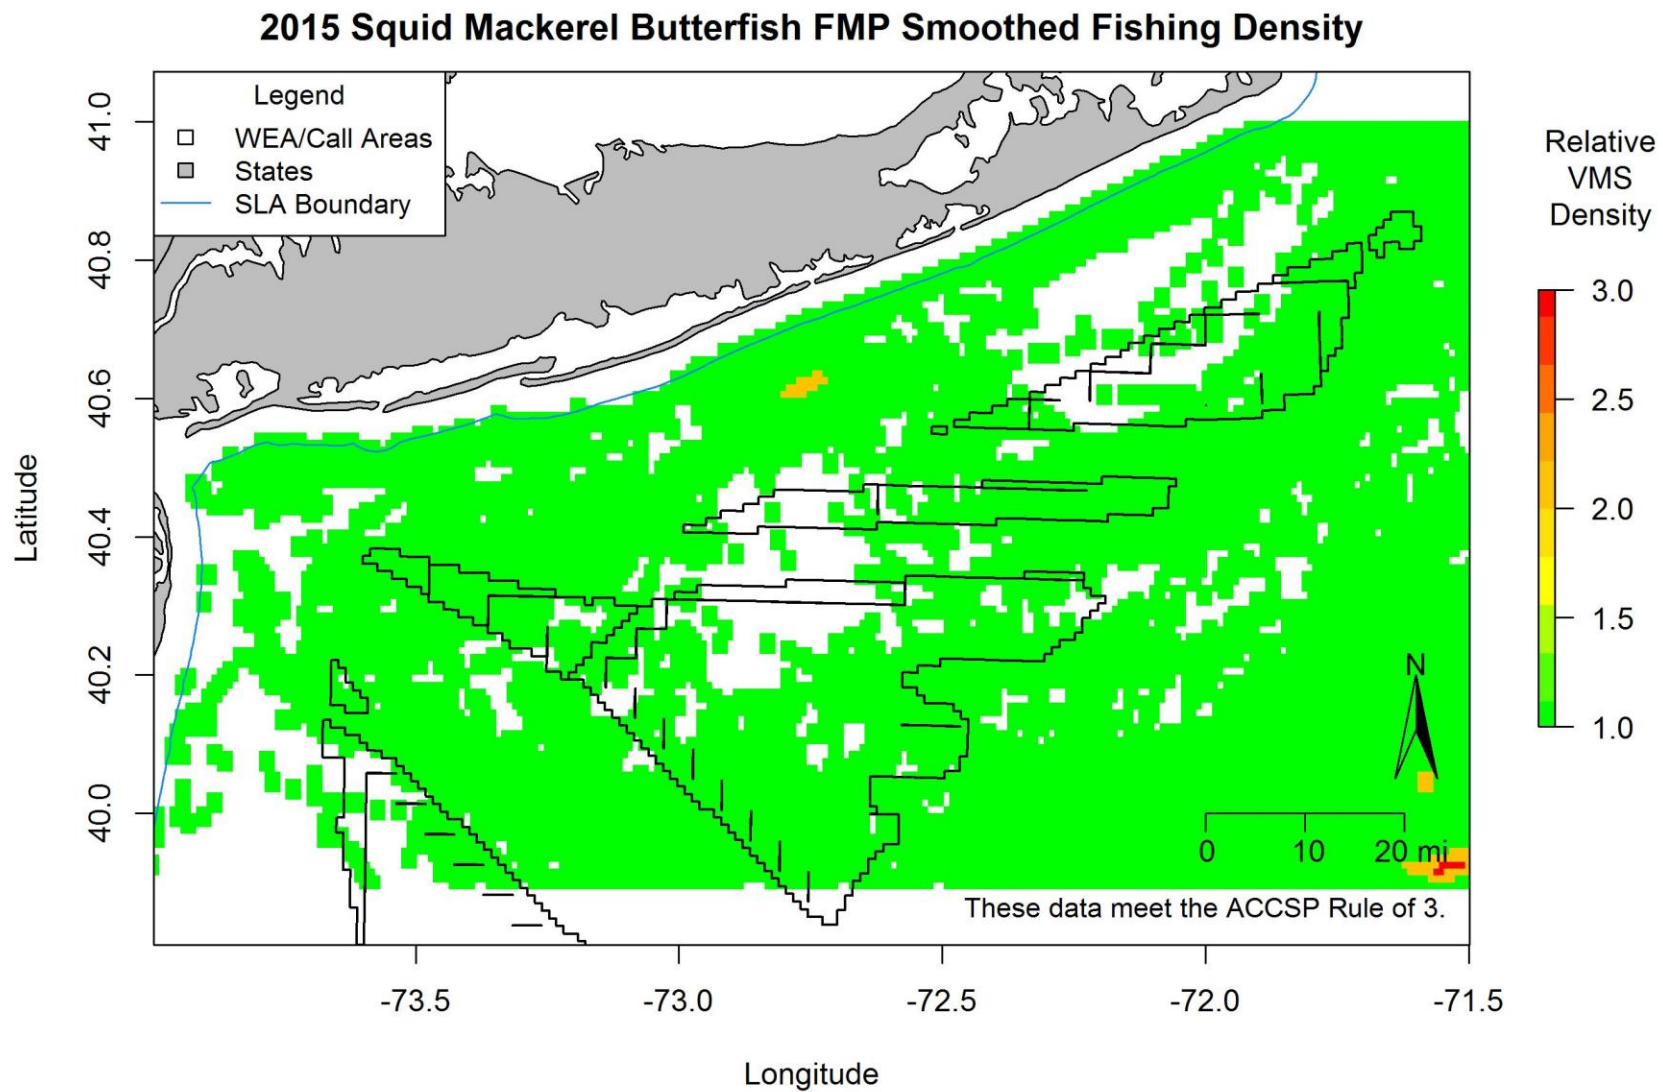 2015 Squid Mackerel Butterfish FMP Smoothed Fishing Density
Legend
WEA/Call Areas
States
SLA Boundary
Latitude
41.0
40.8
40.6
40.4
40.2
40.0
Relative
VMS
Density
3.0
2.5
2.0
1.5
1.0
N
0 10 20 mi
These data meet the ACCSP Rule of 3.
-73.5 -73.0 -72.5 -72.0 -71.5
Longitude